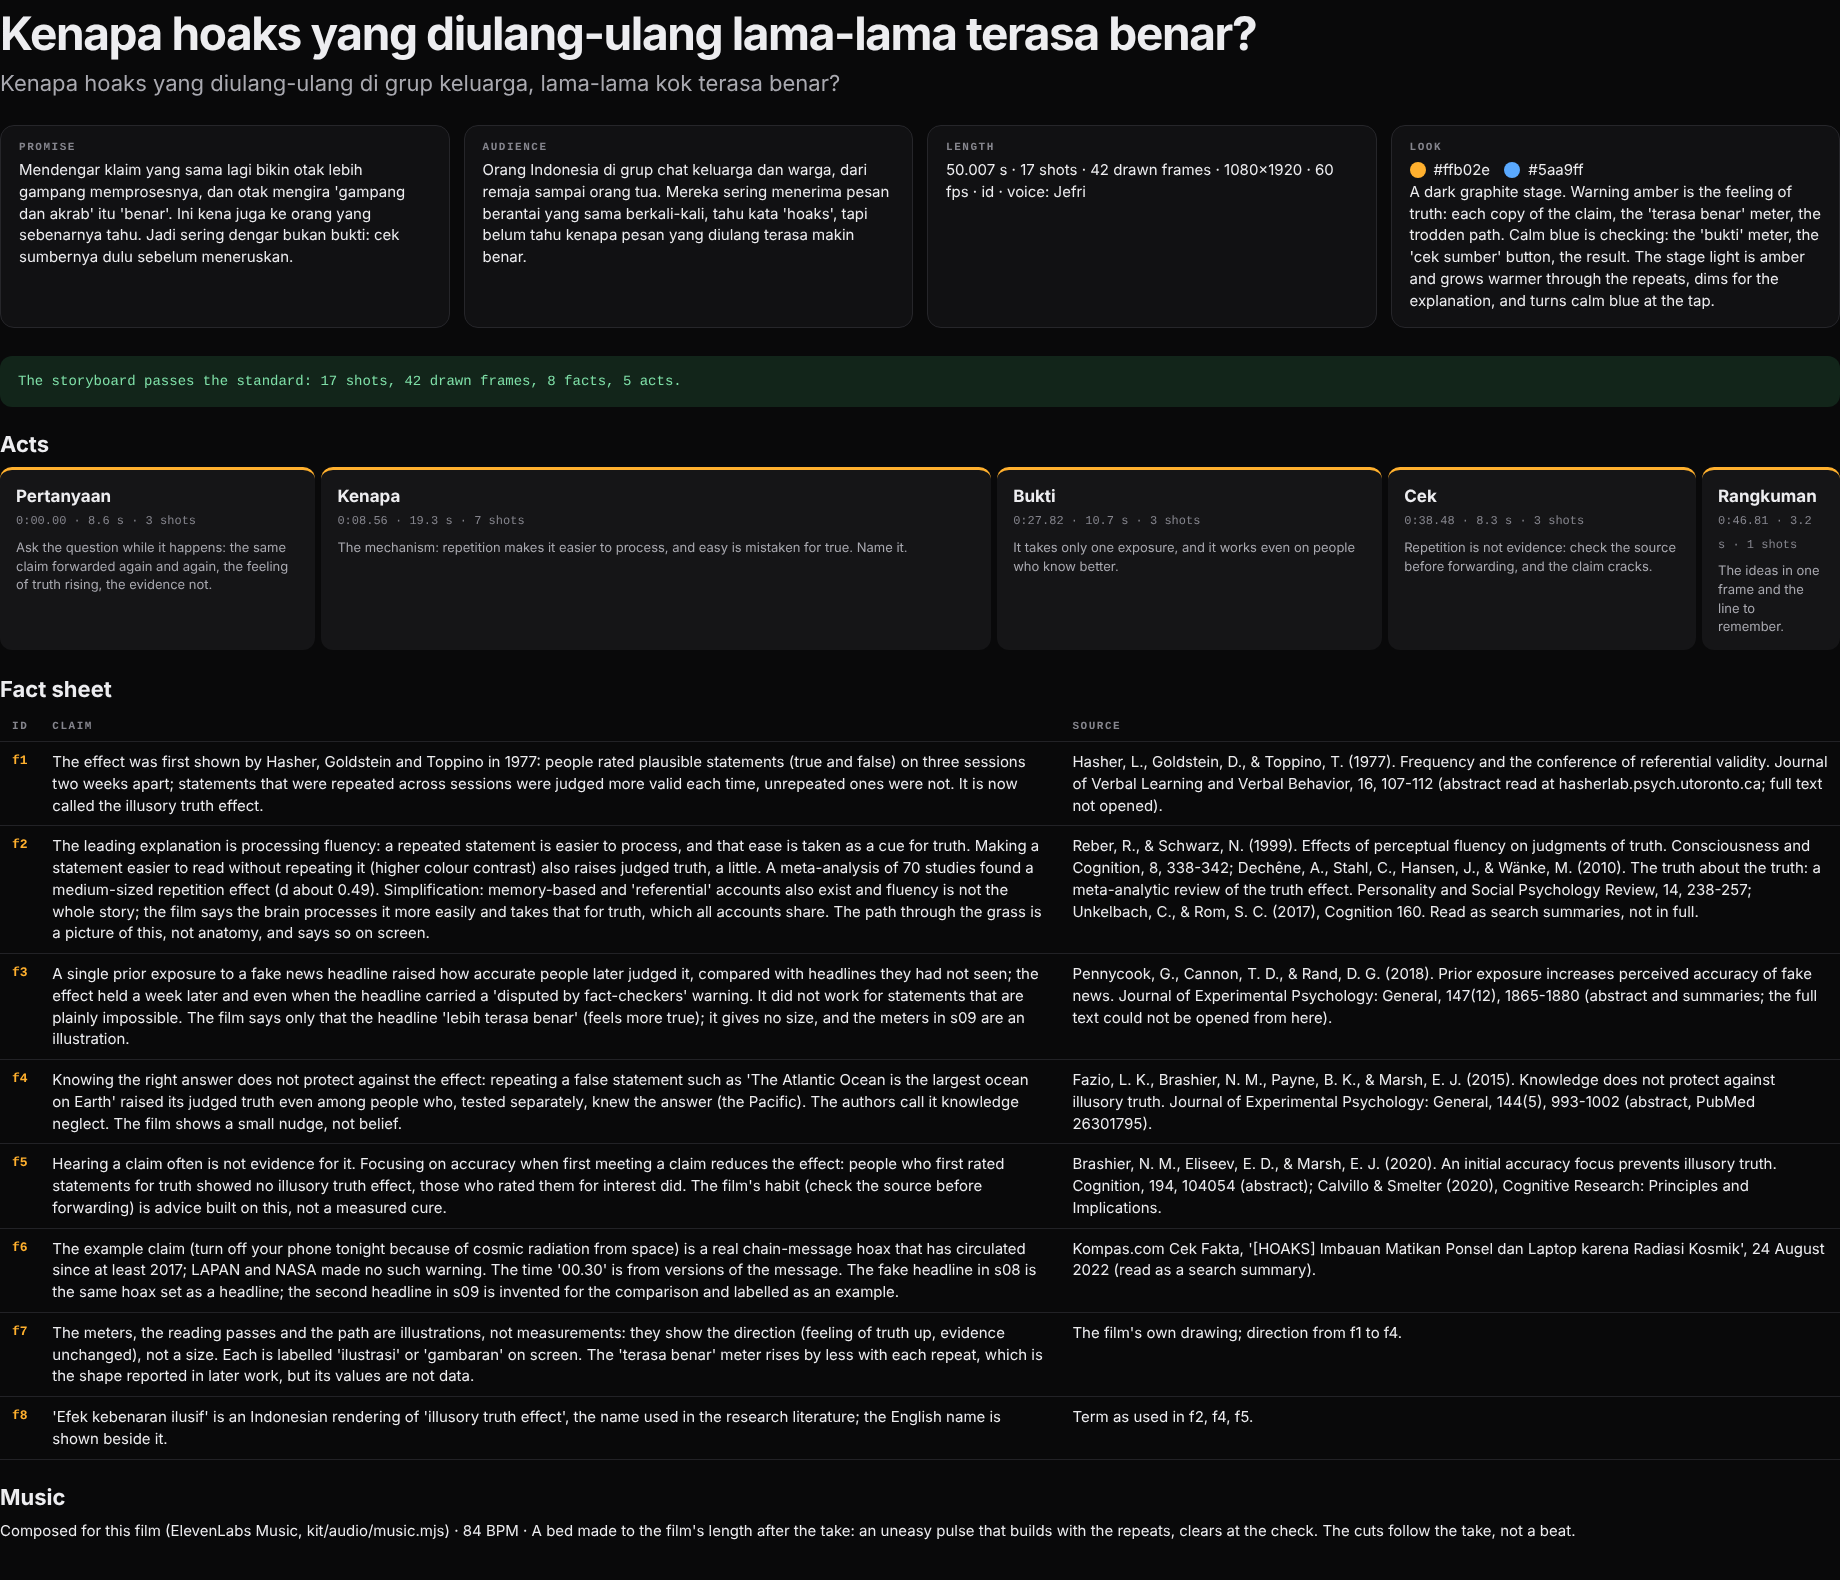 Kenapa hoaks yang diulang-ulang lama-lama terasa benar?
Kenapa hoaks yang diulang-ulang di grup keluarga, lama-lama kok terasa benar?
PROMISE
Mendengar klaim yang sama lagi bikin otak lebih
gampang memprosesnya, dan otak mengira 'gampang
dan akrab' itu 'benar'. Ini kena juga ke orang yang
sebenarnya tahu. Jadi sering dengar bukan bukti: cek
sumbernya dulu sebelum meneruskan.
AUDIENCE
Orang Indonesia di grup chat keluarga dan warga, dari
remaja sampai orang tua. Mereka sering menerima pesan
berantai yang sama berkali-kali, tahu kata 'hoaks', tapi
belum tahu kenapa pesan yang diulang terasa makin
benar.
LENGTH
50.007 s · 17 shots · 42 drawn frames · 1080×1920 · 60
fps · id · voice: Jefri
LOOK
#ffb02e #5aa9ff
A dark graphite stage. Warning amber is the feeling of
truth: each copy of the claim, the 'terasa benar' meter, the
trodden path. Calm blue is checking: the 'bukti' meter, the
'cek sumber' button, the result. The stage light is amber
and grows warmer through the repeats, dims for the
explanation, and turns calm blue at the tap.
The storyboard passes the standard: 17 shots, 42 drawn frames, 8 facts, 5 acts.
Acts
Pertanyaan
0:00.00 · 8.6 s · 3 shots
Ask the question while it happens: the same
claim forwarded again and again, the feeling
of truth rising, the evidence not.
Kenapa
0:08.56 · 19.3 s · 7 shots
The mechanism: repetition makes it easier to process, and easy is mistaken for true. Name it.
Bukti
0:27.82 · 10.7 s · 3 shots
It takes only one exposure, and it works even on people
who know better.
Cek
0:38.48 · 8.3 s · 3 shots
Repetition is not evidence: check the source
before forwarding, and the claim cracks.
Rangkuman
0:46.81 · 3.2
s · 1 shots
The ideas in one
frame and the
line to
remember.
Fact sheet
ID CLAIM SOURCE
f1
The effect was first shown by Hasher, Goldstein and Toppino in 1977: people rated plausible statements (true and false) on three sessions
two weeks apart; statements that were repeated across sessions were judged more valid each time, unrepeated ones were not. It is now
called the illusory truth effect.
Hasher, L., Goldstein, D., & Toppino, T. (1977). Frequency and the conference of referential validity. Journal
of Verbal Learning and Verbal Behavior, 16, 107-112 (abstract read at hasherlab.psych.utoronto.ca; full text
not opened).
f2
The leading explanation is processing fluency: a repeated statement is easier to process, and that ease is taken as a cue for truth. Making a
statement easier to read without repeating it (higher colour contrast) also raises judged truth, a little. A meta-analysis of 70 studies found a
medium-sized repetition effect (d about 0.49). Simplification: memory-based and 'referential' accounts also exist and fluency is not the
whole story; the film says the brain processes it more easily and takes that for truth, which all accounts share. The path through the grass is
a picture of this, not anatomy, and says so on screen.
Reber, R., & Schwarz, N. (1999). Effects of perceptual fluency on judgments of truth. Consciousness and
Cognition, 8, 338-342; Dechêne, A., Stahl, C., Hansen, J., & Wänke, M. (2010). The truth about the truth: a
meta-analytic review of the truth effect. Personality and Social Psychology Review, 14, 238-257;
Unkelbach, C., & Rom, S. C. (2017), Cognition 160. Read as search summaries, not in full.
f3
A single prior exposure to a fake news headline raised how accurate people later judged it, compared with headlines they had not seen; the
effect held a week later and even when the headline carried a 'disputed by fact-checkers' warning. It did not work for statements that are
plainly impossible. The film says only that the headline 'lebih terasa benar' (feels more true); it gives no size, and the meters in s09 are an
illustration.
Pennycook, G., Cannon, T. D., & Rand, D. G. (2018). Prior exposure increases perceived accuracy of fake
news. Journal of Experimental Psychology: General, 147(12), 1865-1880 (abstract and summaries; the full
text could not be opened from here).
f4
Knowing the right answer does not protect against the effect: repeating a false statement such as 'The Atlantic Ocean is the largest ocean
on Earth' raised its judged truth even among people who, tested separately, knew the answer (the Pacific). The authors call it knowledge
neglect. The film shows a small nudge, not belief.
Fazio, L. K., Brashier, N. M., Payne, B. K., & Marsh, E. J. (2015). Knowledge does not protect against
illusory truth. Journal of Experimental Psychology: General, 144(5), 993-1002 (abstract, PubMed
26301795).
f5
Hearing a claim often is not evidence for it. Focusing on accuracy when first meeting a claim reduces the effect: people who first rated
statements for truth showed no illusory truth effect, those who rated them for interest did. The film's habit (check the source before
forwarding) is advice built on this, not a measured cure.
Brashier, N. M., Eliseev, E. D., & Marsh, E. J. (2020). An initial accuracy focus prevents illusory truth.
Cognition, 194, 104054 (abstract); Calvillo & Smelter (2020), Cognitive Research: Principles and
Implications.
f6
The example claim (turn off your phone tonight because of cosmic radiation from space) is a real chain-message hoax that has circulated
since at least 2017; LAPAN and NASA made no such warning. The time '00.30' is from versions of the message. The fake headline in s08 is
the same hoax set as a headline; the second headline in s09 is invented for the comparison and labelled as an example.
Kompas.com Cek Fakta, '[HOAKS] Imbauan Matikan Ponsel dan Laptop karena Radiasi Kosmik', 24 August
2022 (read as a search summary).
f7
The meters, the reading passes and the path are illustrations, not measurements: they show the direction (feeling of truth up, evidence
unchanged), not a size. Each is labelled 'ilustrasi' or 'gambaran' on screen. The 'terasa benar' meter rises by less with each repeat, which is
the shape reported in later work, but its values are not data.
The film's own drawing; direction from f1 to f4.
f8
'Efek kebenaran ilusif' is an Indonesian rendering of 'illusory truth effect', the name used in the research literature; the English name is
shown beside it.
Term as used in f2, f4, f5.
Music
Composed for this film (ElevenLabs Music, kit/audio/music.mjs) · 84 BPM · A bed made to the film's length after the take: an uneasy pulse that builds with the repeats, clears at the check. The cuts follow the take, not a beat.